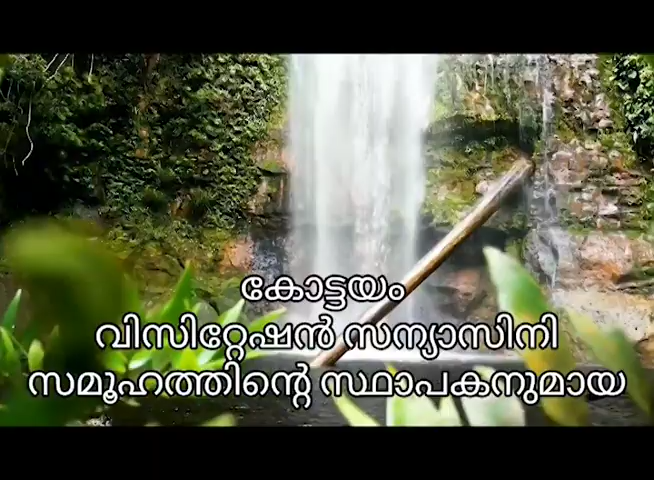 കോട്ടയം
വിസിറ്റേഷൻ സന്യാസിനി
സമൂഹത്തിന്റെ സ്ഥാപകനുമായ